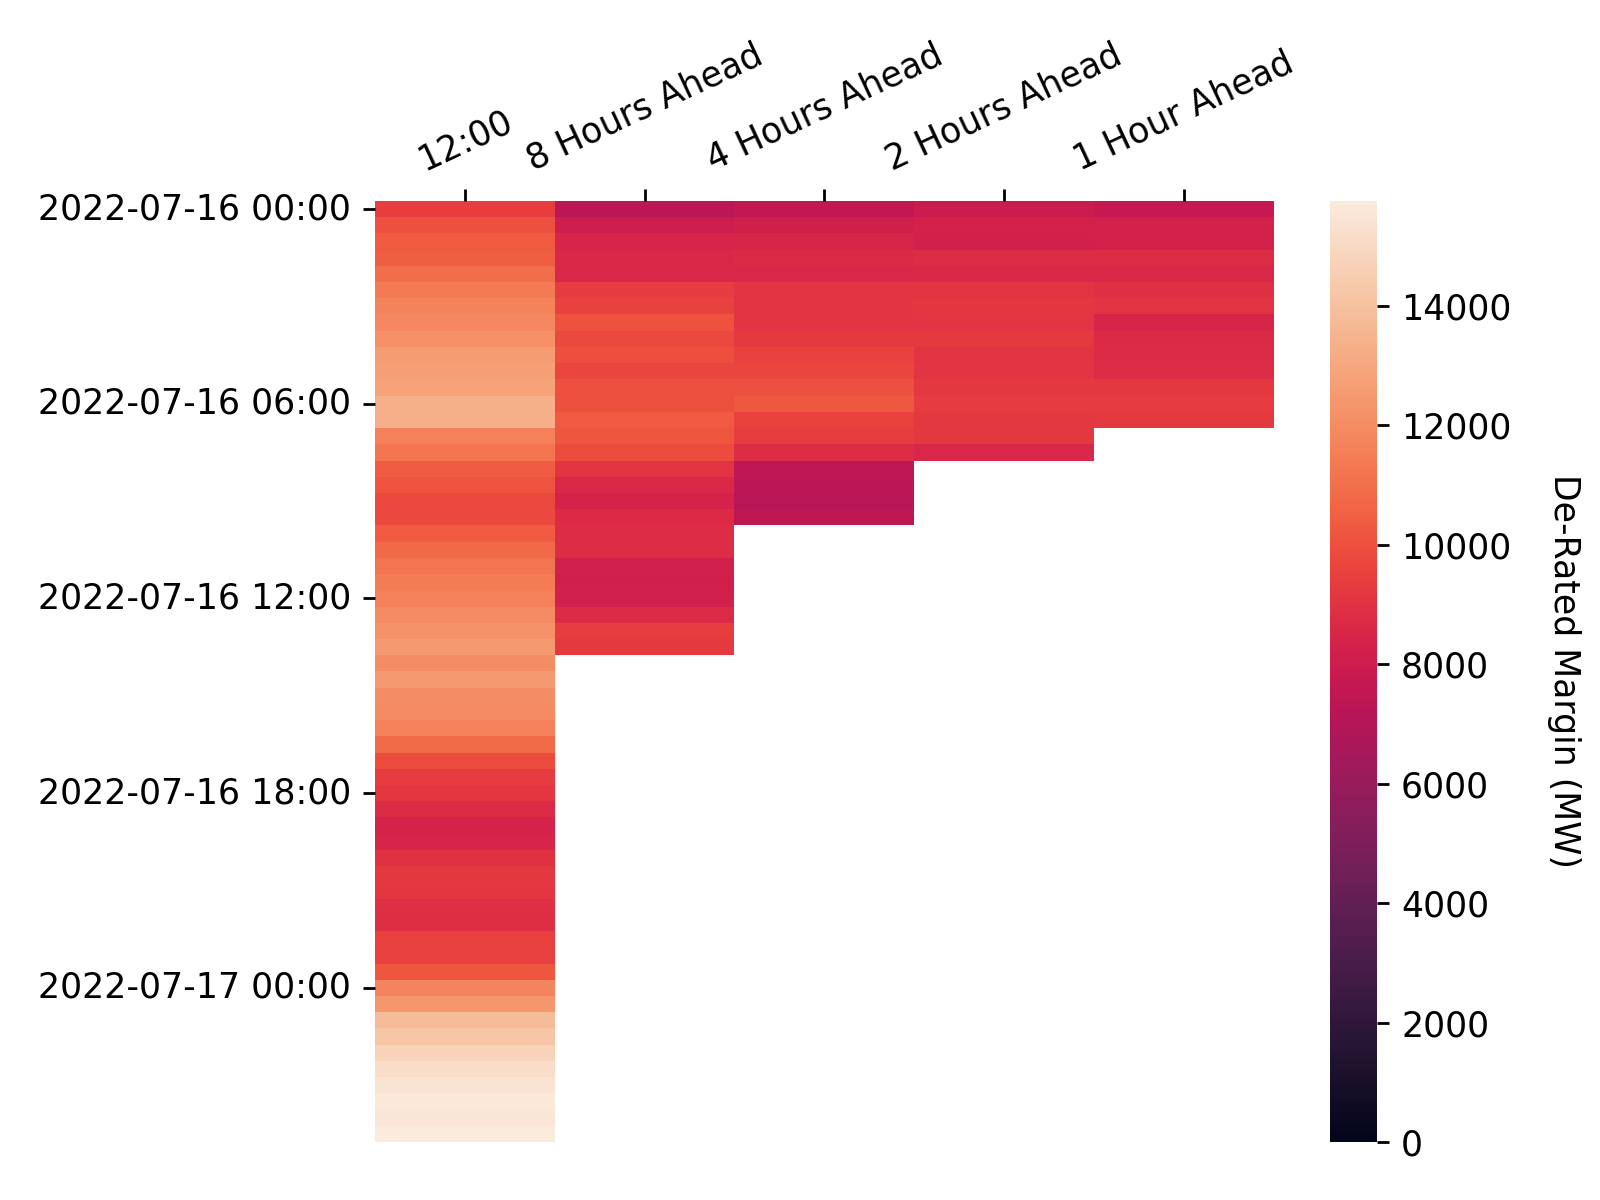 12:00
8 Hours Ahead
4 Hours Ahead
2 Hours Ahead
1 Hour Ahead
2022-07-16 00:00
2022-07-16 06:00
2022-07-16 12:00
2022-07-16 18:00
2022-07-17 00:00
14000
12000
10000
8000
6000
4000
2000
0
De-Rated Margin (MW)